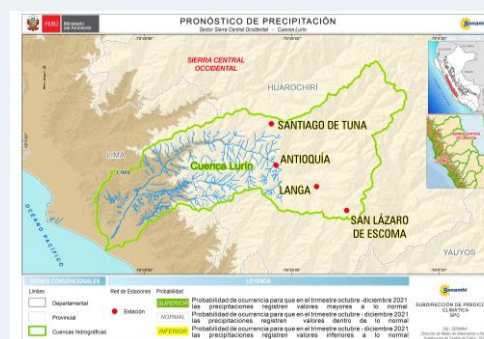 PERÚ Ministerio del Ambiente
PRONÓSTICO DE PRECIPITACIÓN
Sector Sierra Central Occidental - Cuenca Lurín
Senamhi
SIERRA CENTRAL
OCCIDENTAL
HUAROCHIRÍ
SANTIAGO DE TUNA
LIMA
LIMA
Cuenca Lurín
ANTIOQUÍA
LANGA
SAN LÁZARO
DE ESCOMA
OCEANO PACÍFICO
YAUYOS
SIGNOS CONVENCIONALES
LEYENDA
Límites
Red de Estaciones
Probabilidad
Departamental
Provincial
Cuencas hidrográficas
Estación
SUPERIOR Probabilidad de ocurrencia para que en el trimestre octubre - diciembre 2021
las precipitaciones registren valores mayores a lo normal
NORMAL Probabilidad de ocurrencia para que en el trimestre octubre - diciembre 2021
las precipitaciones registren valores dentro de lo normal
INFERIOR Probabilidad de ocurrencia para que en el trimestre octubre - diciembre 2021
las precipitaciones registren valores inferiores a lo normal
Senamhi
SUBDIRECCIÓN DE PREDICCIÓN
CLIMÁTICA
SPC